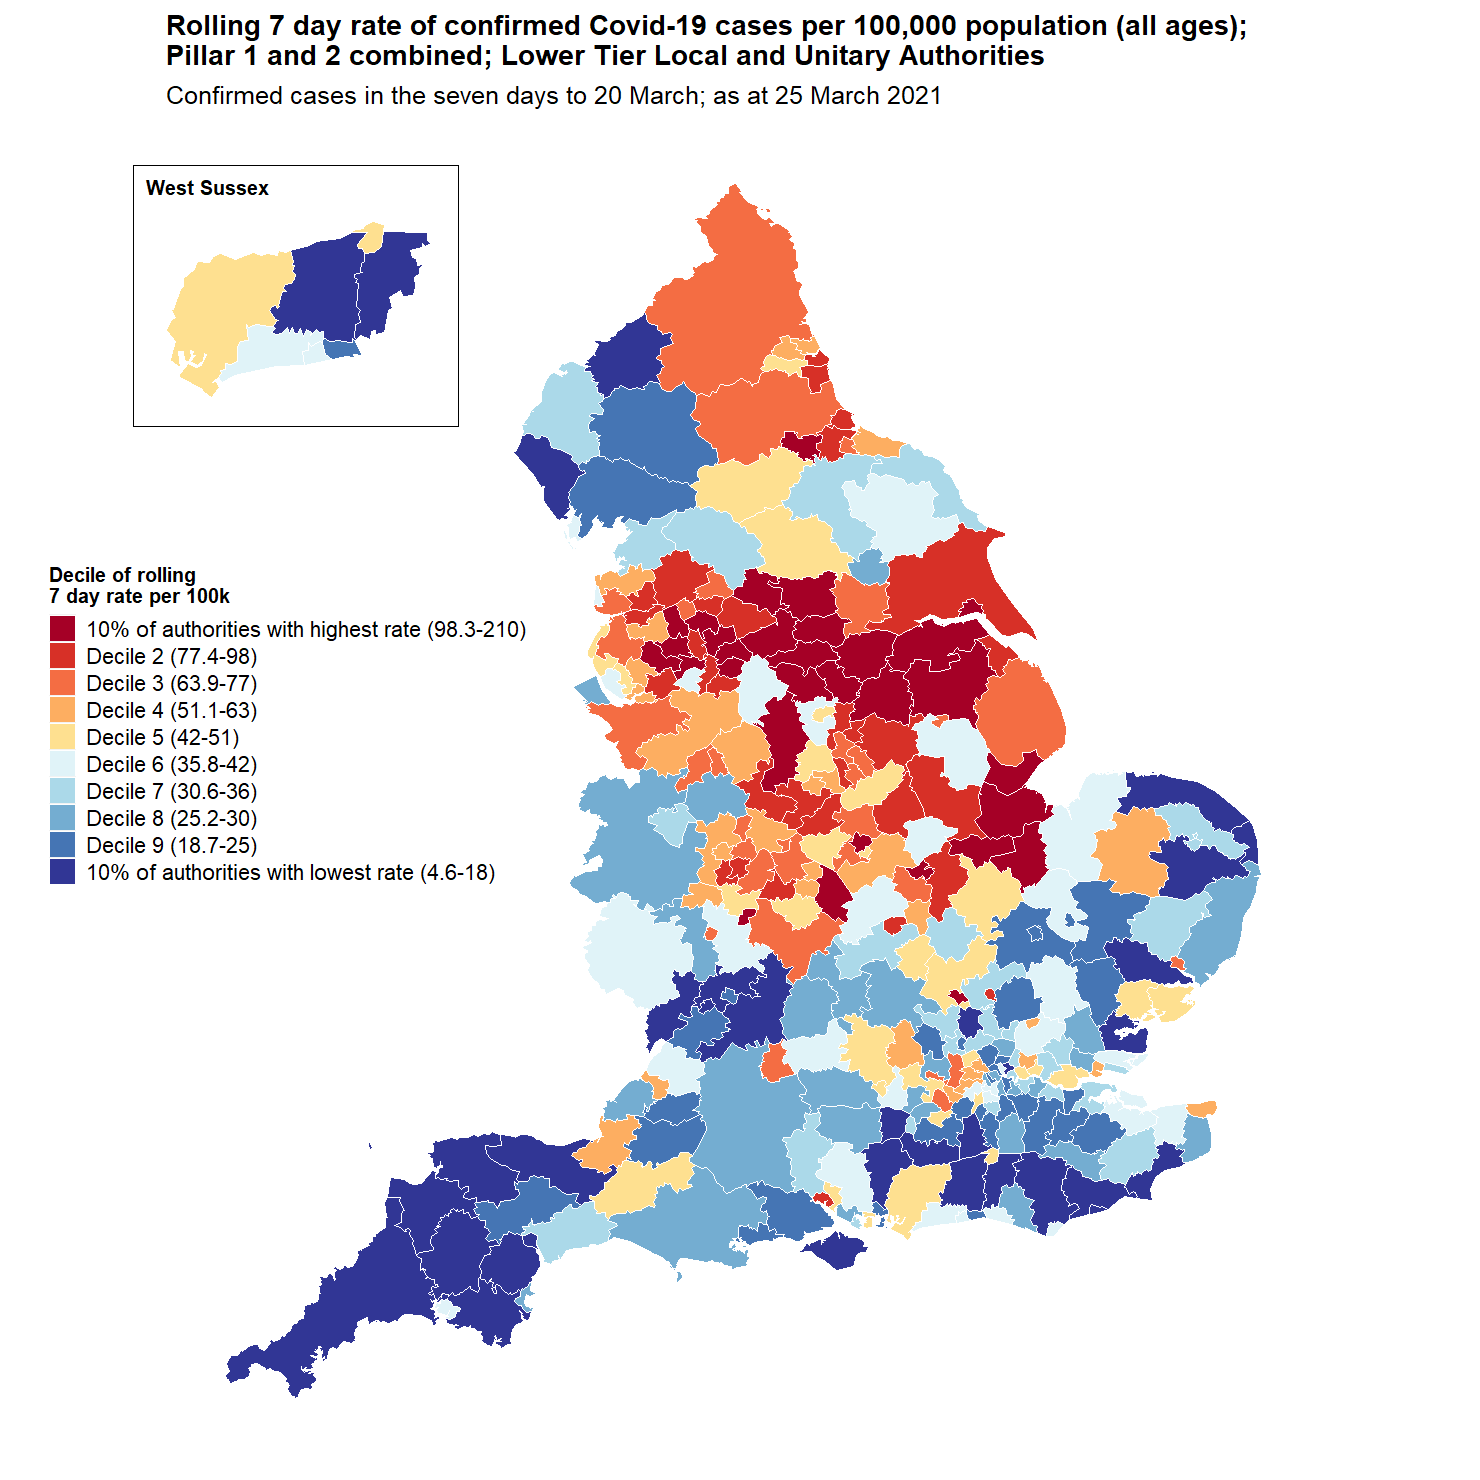 Rolling 7 day rate of confirmed Covid-19 cases per 100,000 population (all ages);
Pillar 1 and 2 combined; Lower Tier Local and Unitary Authorities
Confirmed cases in the seven days to 20 March; as at 25 March 2021
West Sussex
Decile of rolling
7 day rate per 100k
10% of authorities with highest rate (98.3-210)
Decile 2 (77.4-98)
Decile 3 (63.9-77)
Decile 4 (51.1-63)
Decile 5 (42-51)
Decile 6 (35.8-42)
Decile 7 (30.6-36)
Decile 8 (25.2-30)
Decile 9 (18.7-25)
10% of authorities with lowest rate (4.6-18)